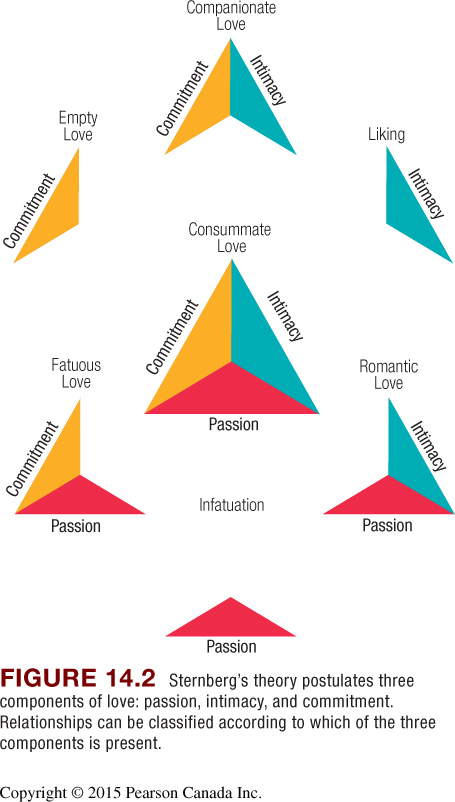 Companionate
Love
Commitment
Intimacy
Empty
Love
Commitment
Liking
Intimacy
Consummate
Love
Commitment
Intimacy
Passion
Fatuous
Love
Commitment
Passion
Romantic
Love
Intimacy
Passion
Infatuation
Passion
FIGURE 14.2 Sternberg’s theory postulates three
components of love: passion, intimacy, and commitment.
Relationships can be classified according to which of the three
components is present.
Copyright © 2015 Pearson Canada Inc.